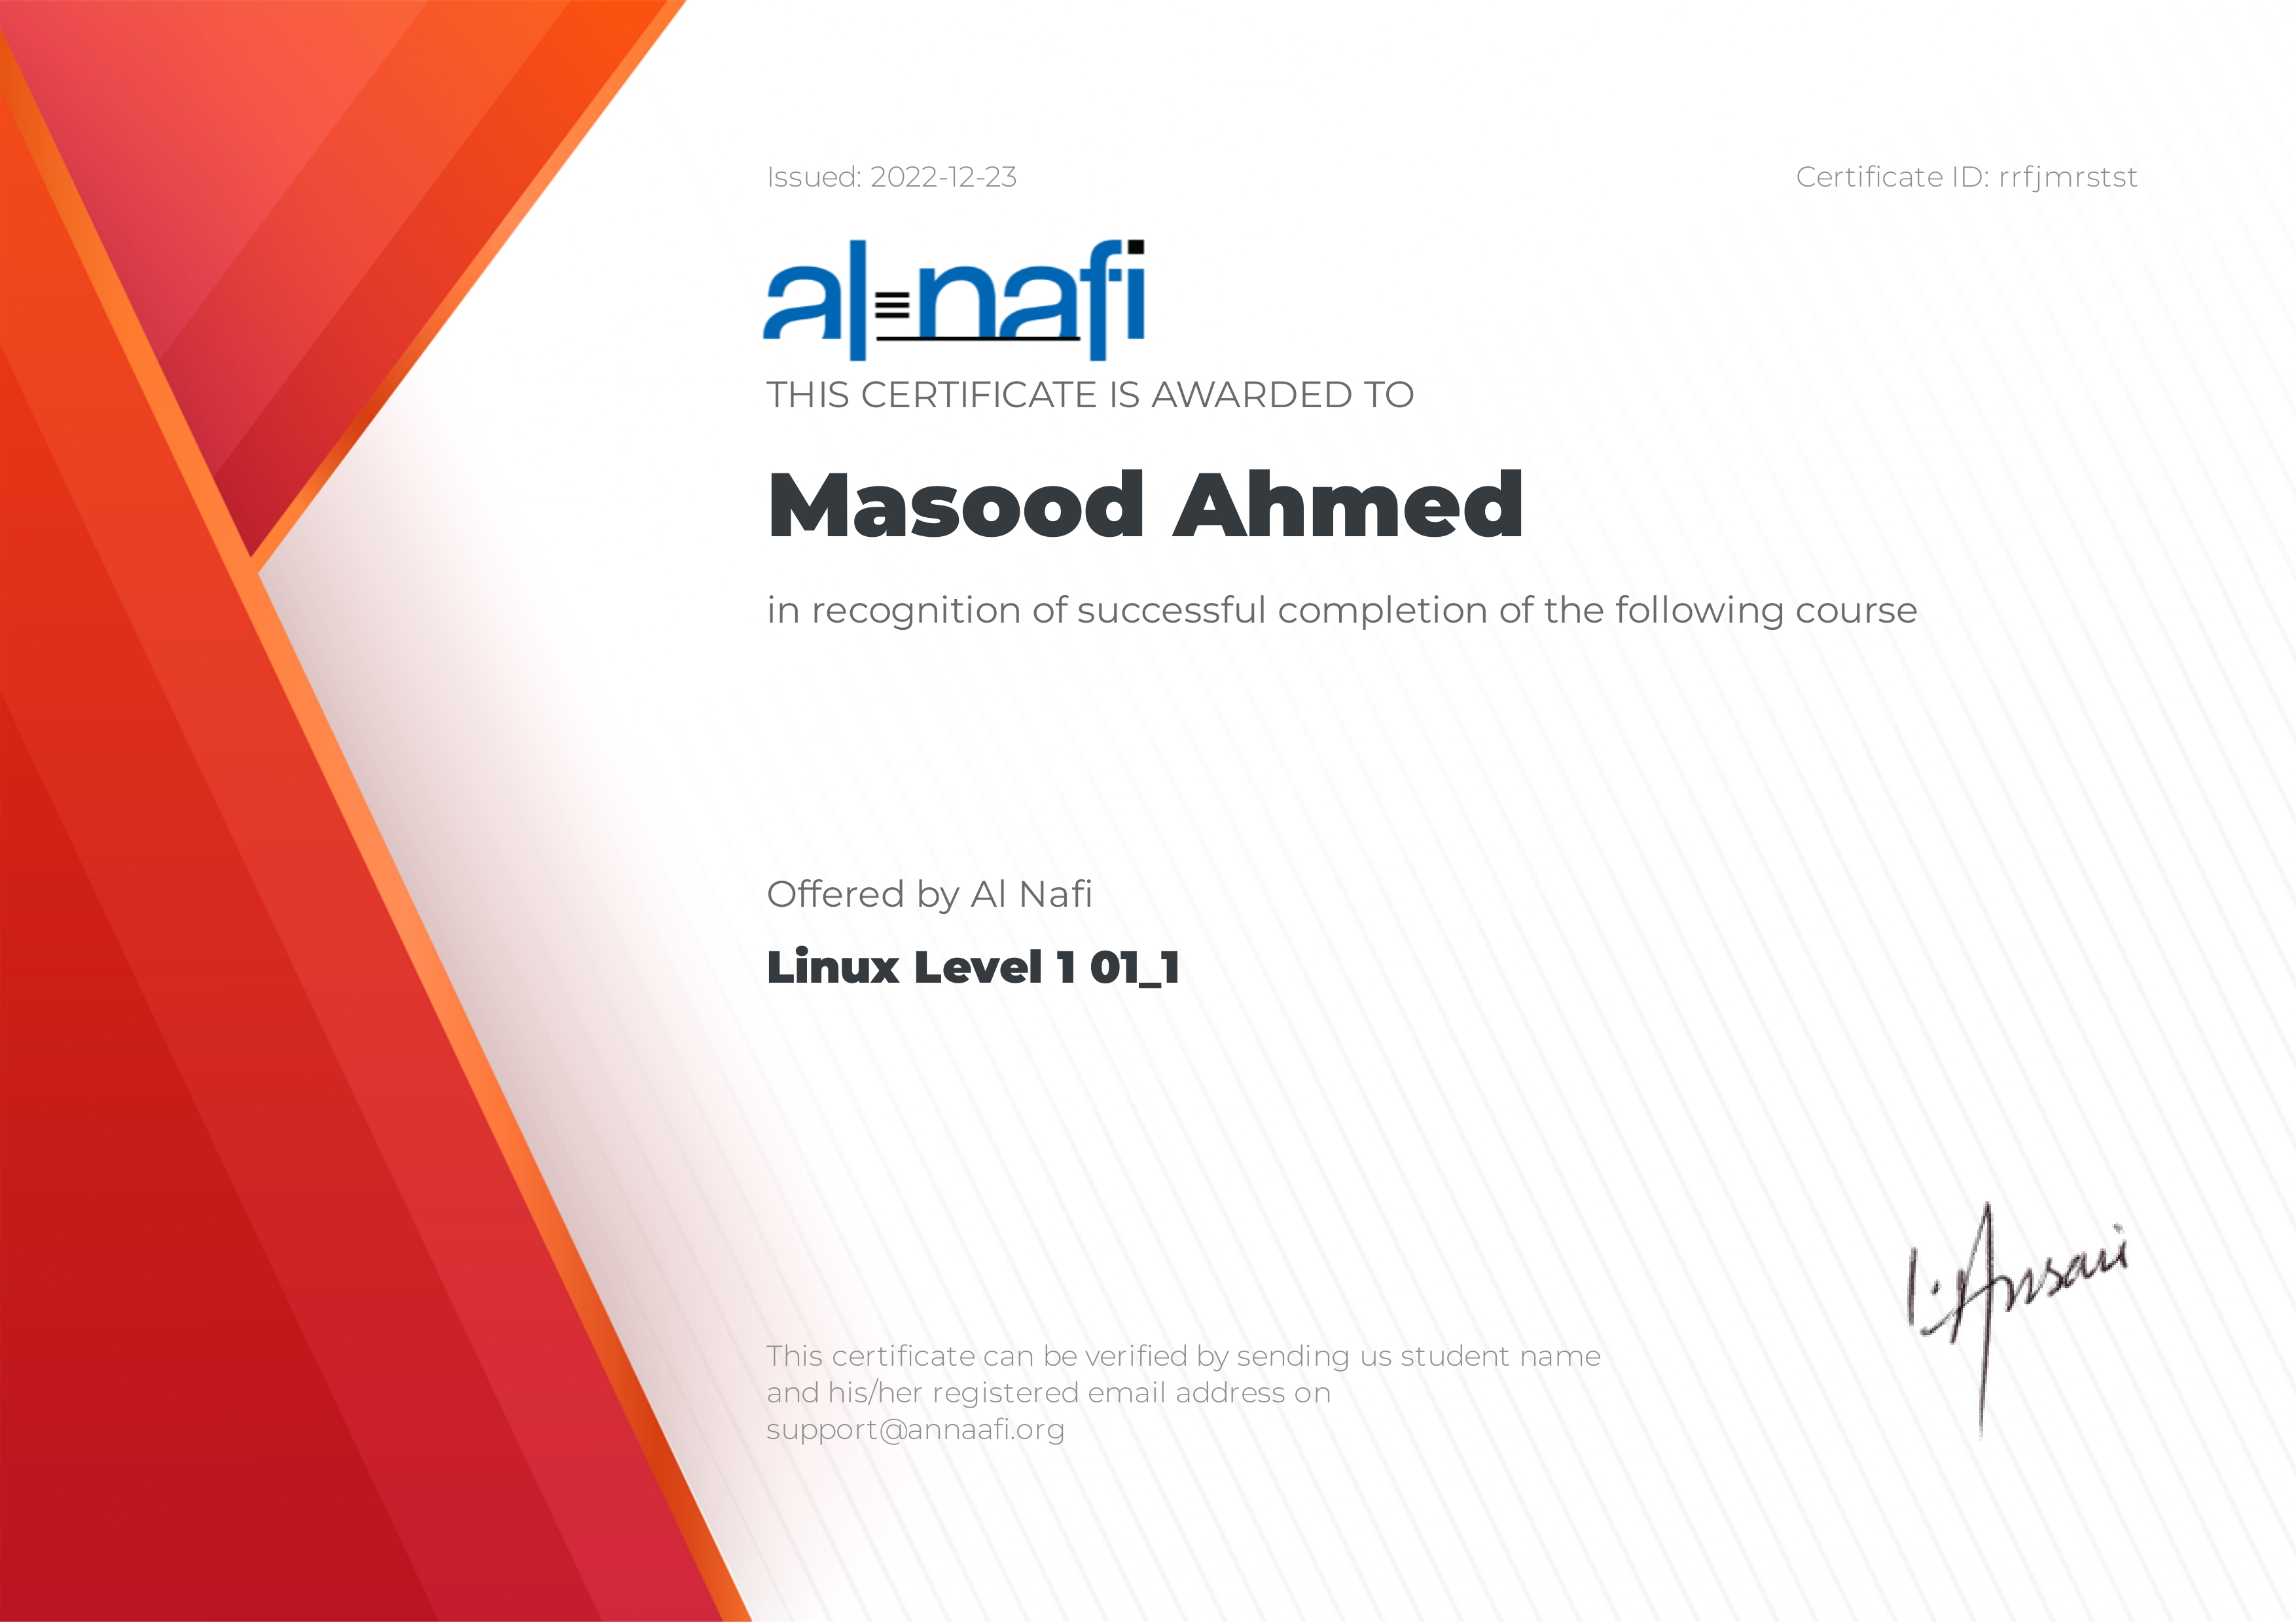 Issued: 2022-12-23
Certificate ID: rrfjmrstst
al-nafi
THIS CERTIFICATE IS AWARDED TO
Masood Ahmed
in recognition of successful completion of the following course
Offered by Al Nafi
Linux Level 1 01_1
I. Ansari
This certificate can be verified by sending us student name
and his/her registered email address on
support@annaafi.org